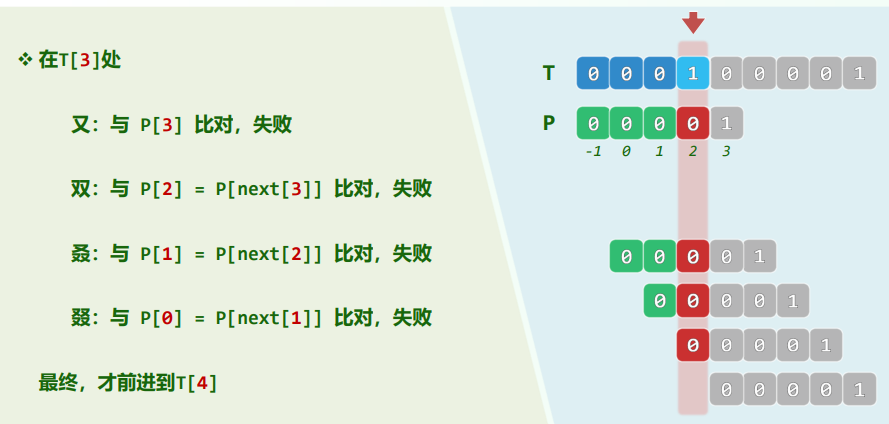 ❖ 在T[3]处
又：与 P[3] 比对，失败
双：与 P[2] = P[next[3]] 比对，失败
叒：与 P[1] = P[next[2]] 比对，失败
叕：与 P[0] = P[next[1]] 比对，失败
最终，才前进到T[4]
T 0 0 0 1 0 0 0 0 1
P 0 0 0 0 1
-1 0 1 2 3
0 0 0 0 1
0 0 0 0 1
0 0 0 0 1
0 0 0 0 1